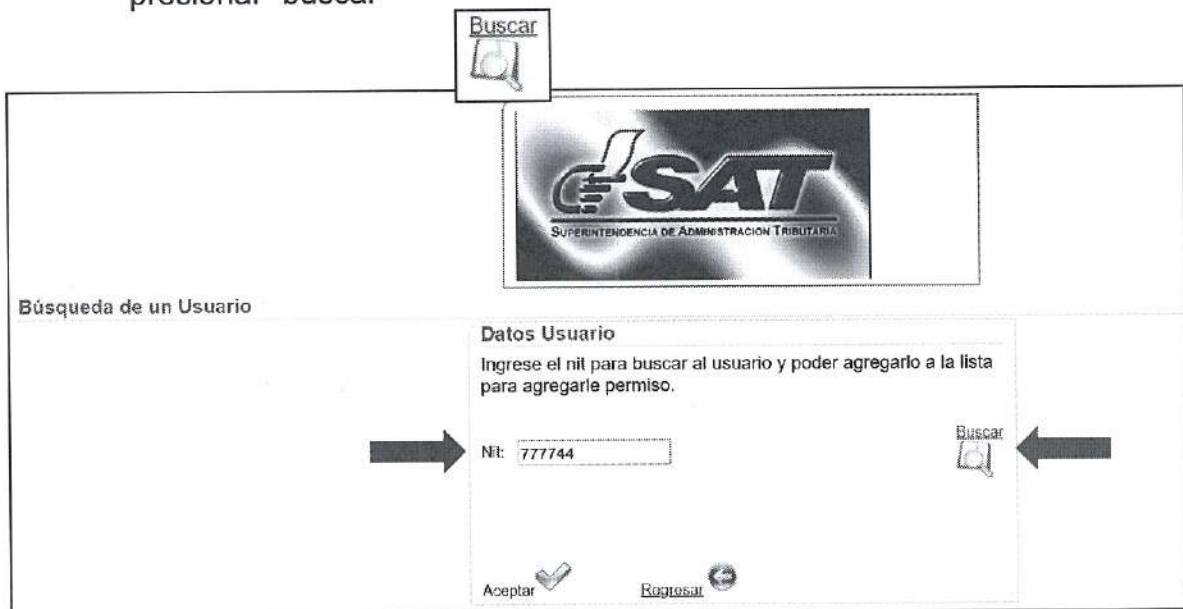 presionar "buscar"
Buscar
SAT
SUPERINTENDENCIA DE ADMINISTRACION TRIBUTARIA
Búsqueda de un Usuario
Datos Usuario
Ingrese el nit para buscar al usuario y poder agregarlo a la lista
para agregarle permiso.
Nit: 777744
Buscar
Aceptar Regresar